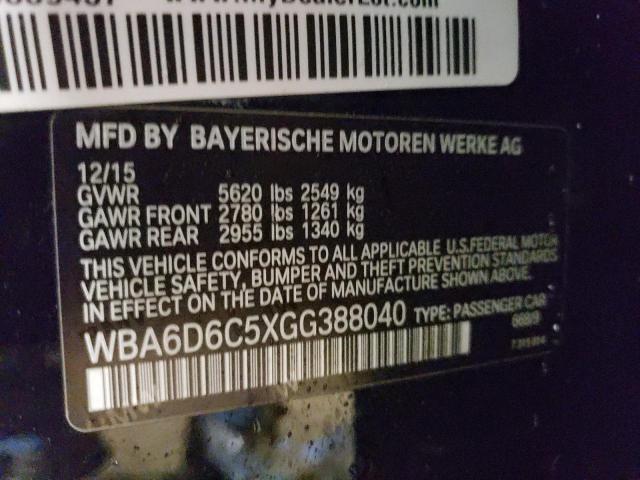 MFD BY BAYERISCHE MOTOREN WERKE AG
12/15
GVWR 5620 lbs 2549 kg
GAWR FRONT 2780 lbs 1261 kg
GAWR REAR 2955 lbs 1340 kg
THIS VEHICLE CONFORMS TO ALL APPLICABLE U.S.FEDERAL MOTOR
VEHICLE SAFETY, BUMPER AND THEFT PREVENTION STANDARDS
IN EFFECT ON THE DATE OF MANUFACTURE SHOWN ABOVE.
WBA6D6C5XGG388040 TYPE: PASSENGER CAR